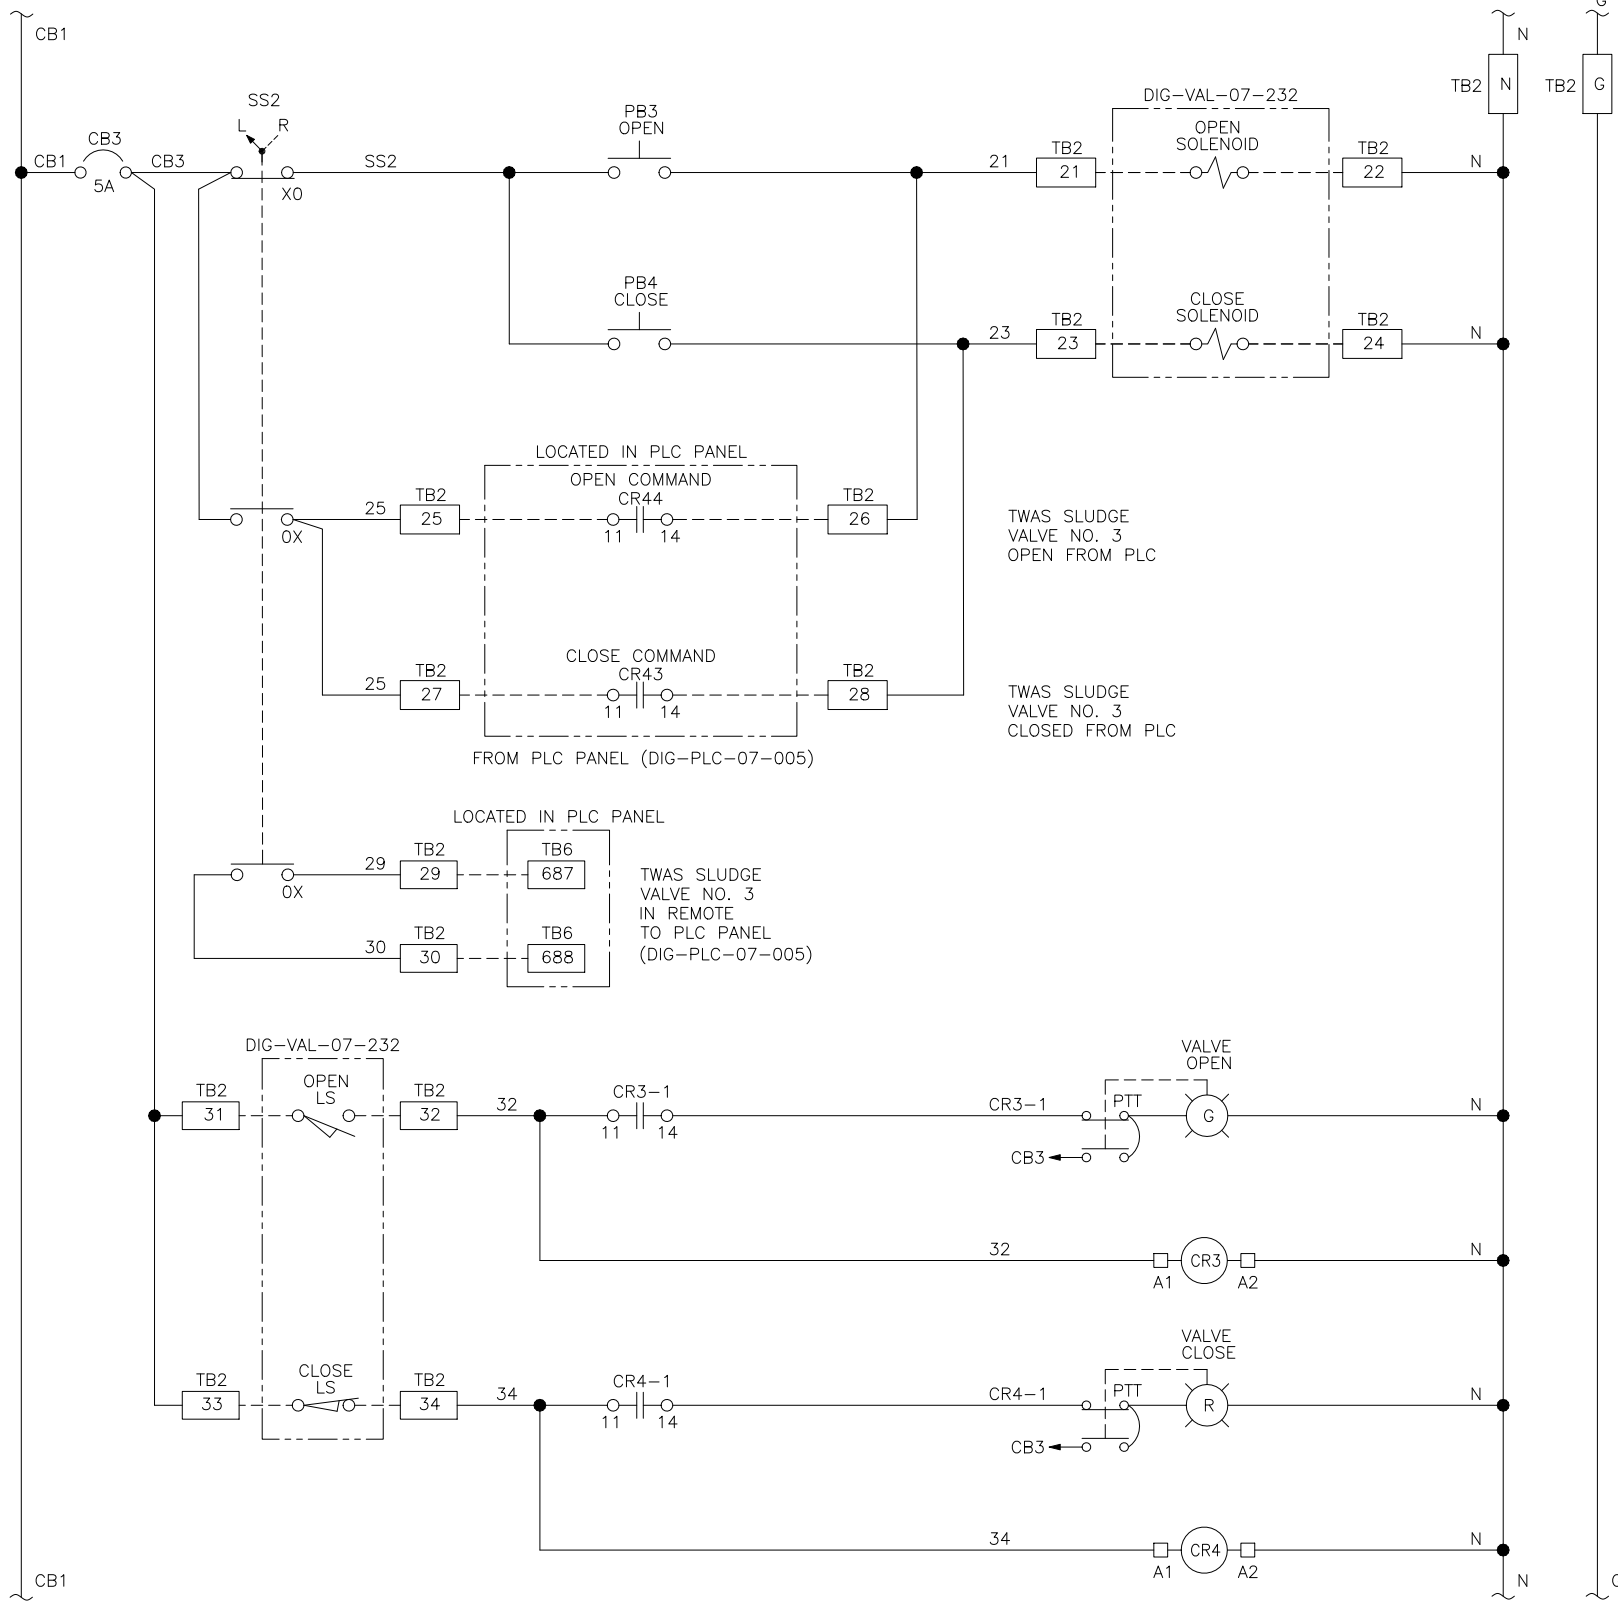 G
CB1
N
TB2 N
TB2 G
SS2
L R
CB3
CB1
5A
CB3
X0
SS2
PB3
OPEN
21
TB2
21
DIG-VAL-07-232
OPEN
SOLENOID
TB2
22
N
PB4
CLOSE
23
TB2
23
CLOSE
SOLENOID
TB2
24
N
LOCATED IN PLC PANEL
OPEN COMMAND
CR44
11 14
0X
25
TB2
25
TB2
26
TWAS SLUDGE
VALVE NO. 3
OPEN FROM PLC
CLOSE COMMAND
CR43
11 14
25
TB2
27
TB2
28
TWAS SLUDGE
VALVE NO. 3
CLOSED FROM PLC
FROM PLC PANEL (DIG-PLC-07-005)
LOCATED IN PLC PANEL
0X
29
TB2
29
TB6
687
30
TB2
30
TB6
688
TWAS SLUDGE
VALVE NO. 3
IN REMOTE
TO PLC PANEL
(DIG-PLC-07-005)
DIG-VAL-07-232
TB2
31
OPEN
LS
TB2
32
32
CR3-1
11 14
CR3-1
PTT
CB3
VALVE
OPEN
G
N
32
A1
CR3
A2
N
TB2
33
CLOSE
LS
TB2
34
34
CR4-1
11 14
CR4-1
PTT
CB3
VALVE
CLOSE
R
N
34
A1
CR4
A2
N
CB1
N